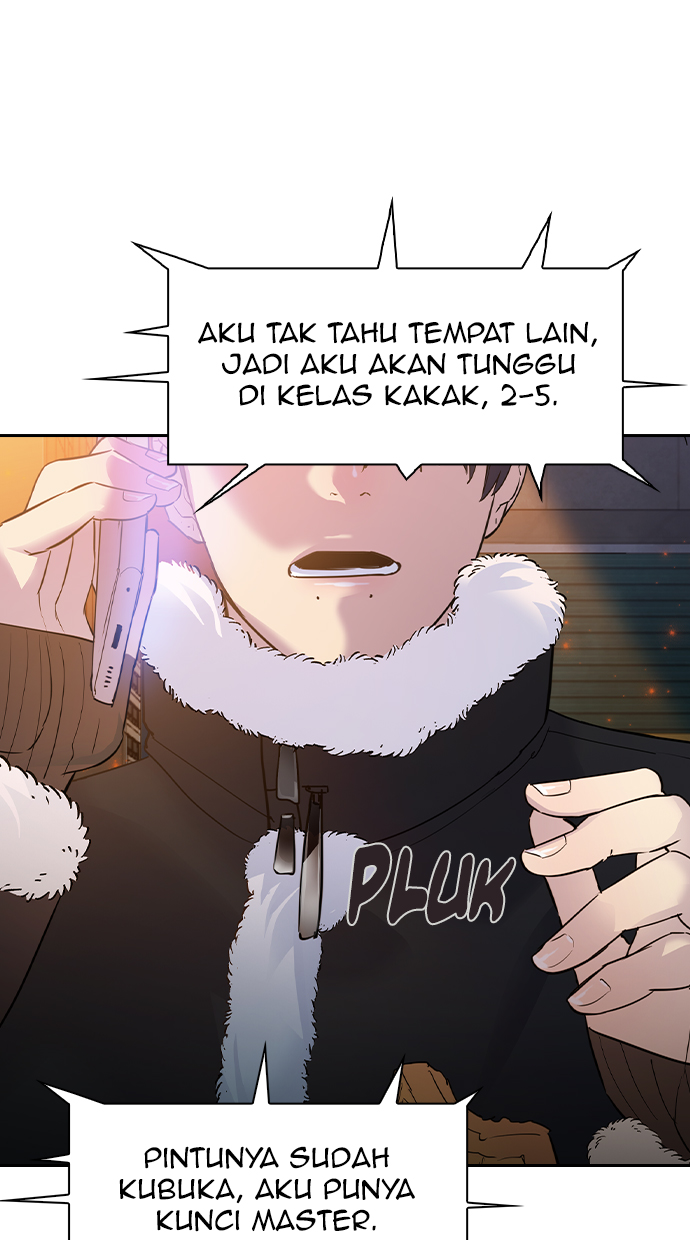 AKU TAK TAHU TEMPAT LAIN,
JADI AKU AKAN TUNGGU
DI KELAS KAKAK, 2-5.
PLUK
PINTUNYA SUDAH
KUBUKA, AKU PUNYA
KUNCI MASTER.